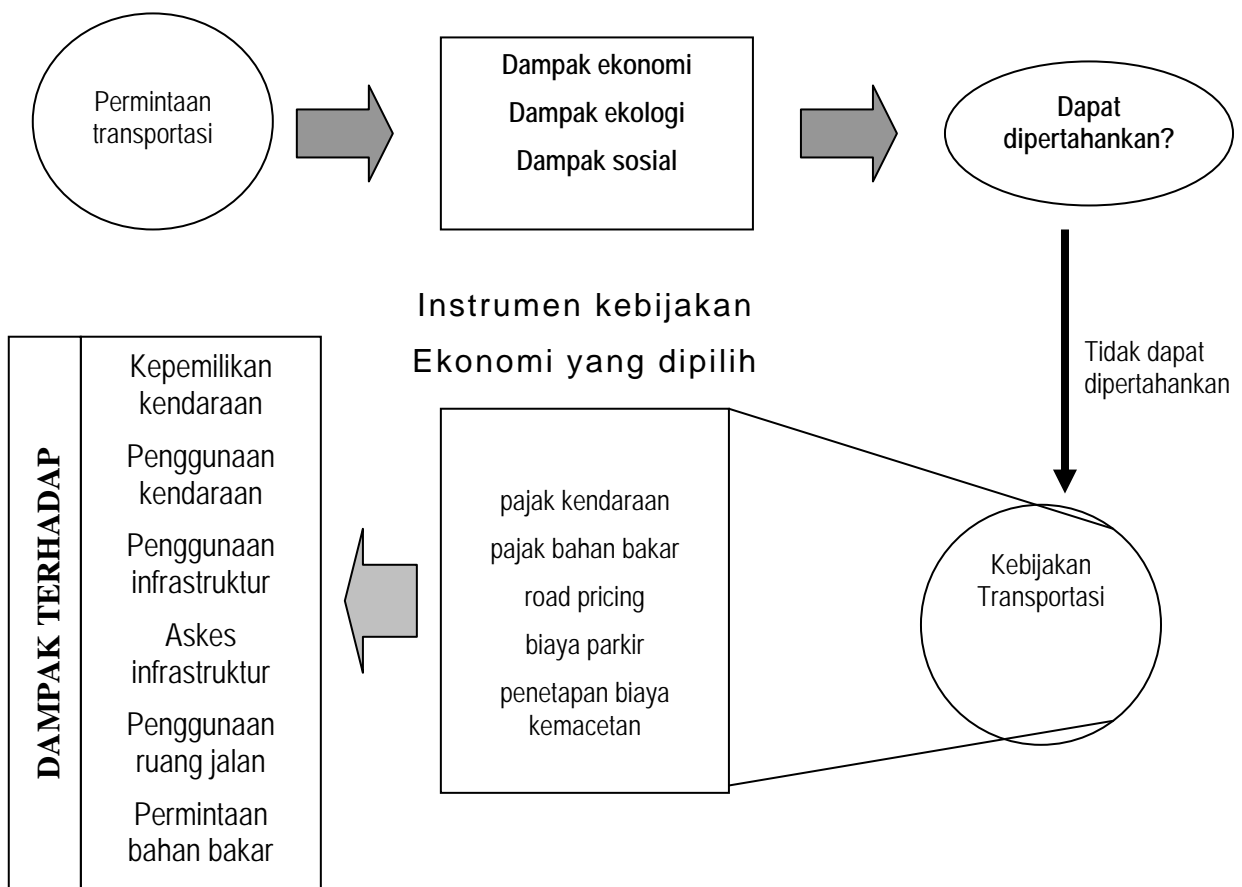 Permintaan
transportasi
Dampak ekonomi
Dampak ekologi
Dampak sosial
Dapat
dipertahankan?
Tidak dapat
dipertahankan
Kebijakan
Transportasi
Instrumen kebijakan
Ekonomi yang dipilih
pajak kendaraan
pajak bahan bakar
road pricing
biaya parkir
penetapan biaya
kemacetan
DAMPAK TERHADAP
Kepemilikan
kendaraan
Penggunaan
kendaraan
Penggunaan
infrastruktur
Askes
infrastruktur
Penggunaan
ruang jalan
Permintaan
bahan bakar